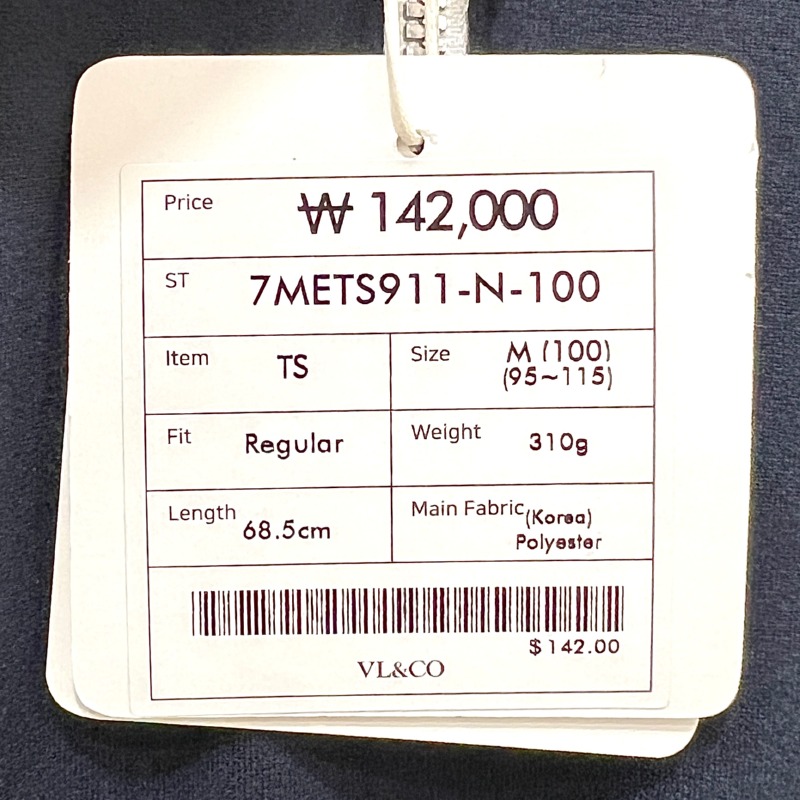 Price ₩ 142,000
ST 7METS911-N-100
Item TS
Size M (100)
(95~115)
Fit Regular
Weight 310g
Length 68.5cm
Main Fabric (Korea)
Polyester
$142.00
VL&CO